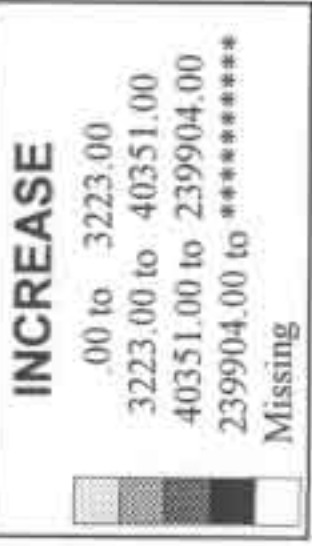 INCREASE
.00 to 3223.00
3223.00 to 40351.00
40351.00 to 239904.00
239904.00 to ***********
Missing